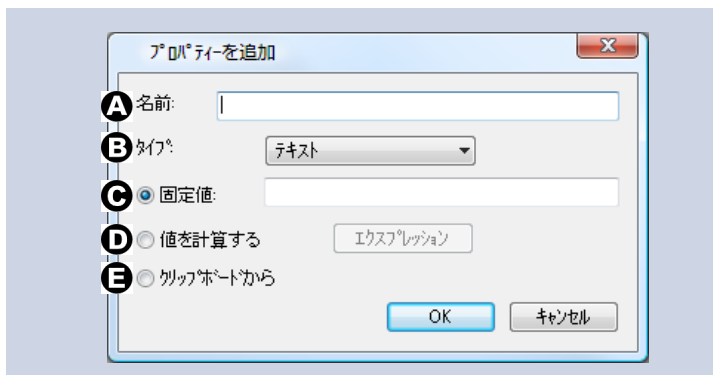 ﾌﾟﾛﾊﾟﾃｨｰを追加
A 名前:
B ﾀｲﾌﾟ: ﾃｷｽﾄ
C 固定値:
D 値を計算する ｴｸｽﾌﾟﾚｯｼｮﾝ
E ｸﾘｯﾌﾟﾎﾞｰﾄﾞから
OK ｷｬﾝｾﾙ